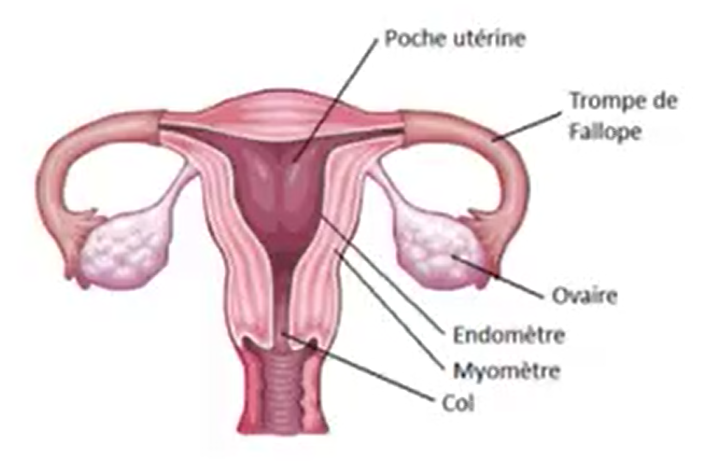 Poche utérine
Trompe de
Fallope
Ovaire
Endomètre
Myomètre
Col